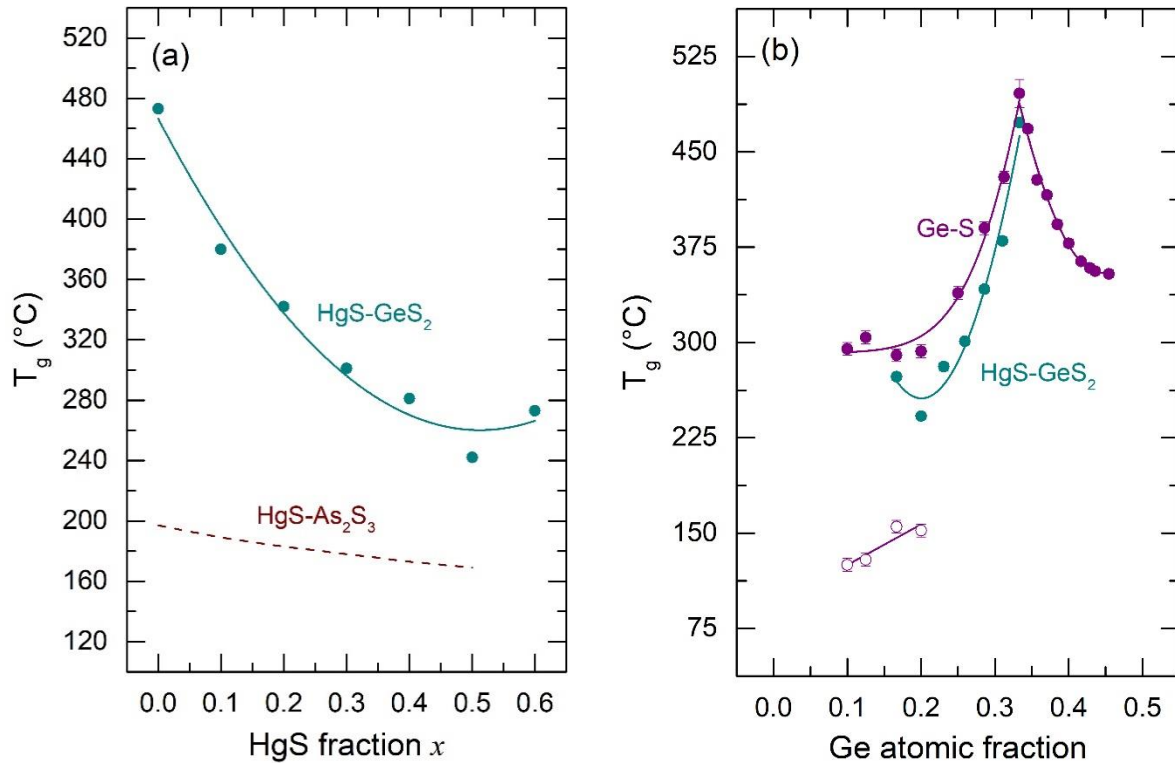 (a)
520
480
440
400
360
320
280
240
200
160
120
T_g (°C)
HgS-GeS₂
HgS-As₂S₃
0.0 0.1 0.2 0.3 0.4 0.5 0.6
HgS fraction x
(b)
525
450
375
300
225
150
75
T_g (°C)
Ge-S
HgS-GeS₂
0.0 0.1 0.2 0.3 0.4 0.5
Ge atomic fraction